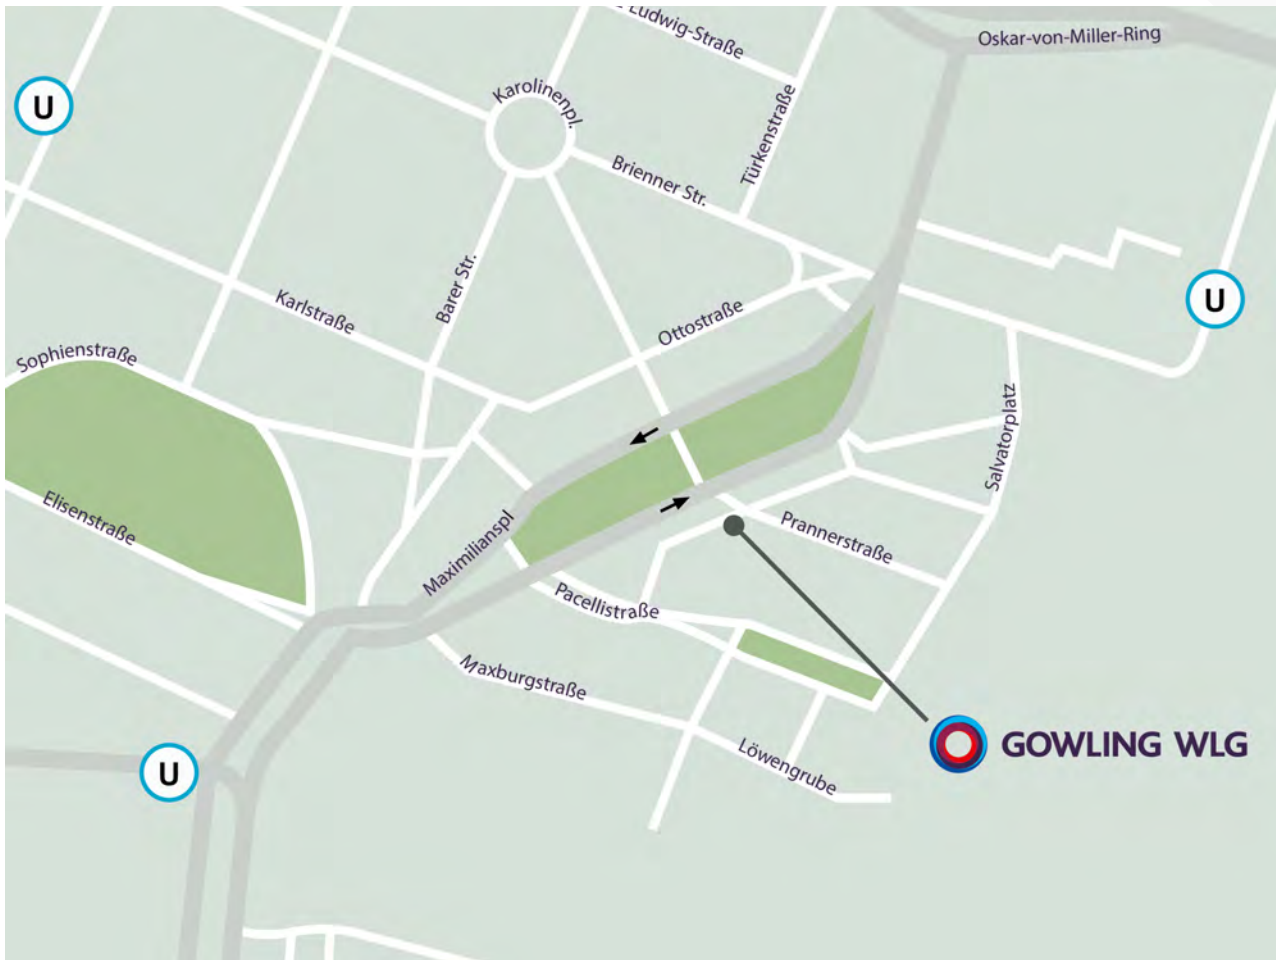 Ludwig-Straße
Oskar-von-Miller-Ring
U
Karolinenpl.
Türkenstraße
Brienner Str.
Barer Str.
U
Karlstraße
Ottostraße
Sophienstraße
Salvatorplatz
Elisenstraße
Maximilianspl
Prannerstraße
Pacellistraße
Maxburgstraße
GOWLING WLG
Löwengrube
U